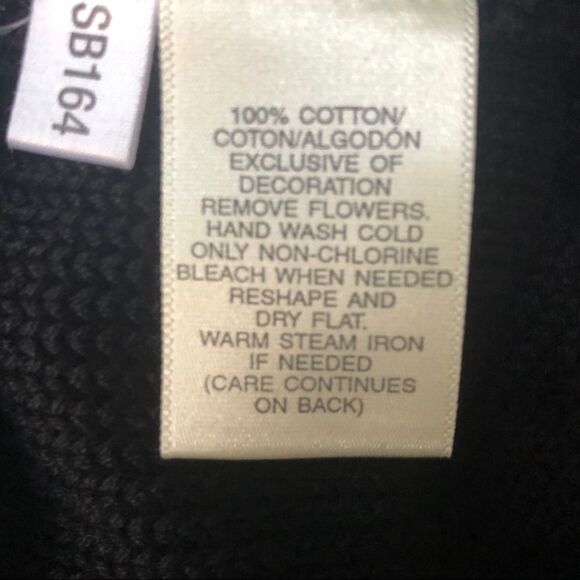 SB164
100% COTTON/
COTON/ALGODÓN
EXCLUSIVE OF
DECORATION
REMOVE FLOWERS.
HAND WASH COLD
ONLY NON-CHLORINE
BLEACH WHEN NEEDED
RESHAPE AND
DRY FLAT.
WARM STEAM IRON
IF NEEDED
(CARE CONTINUES
ON BACK)